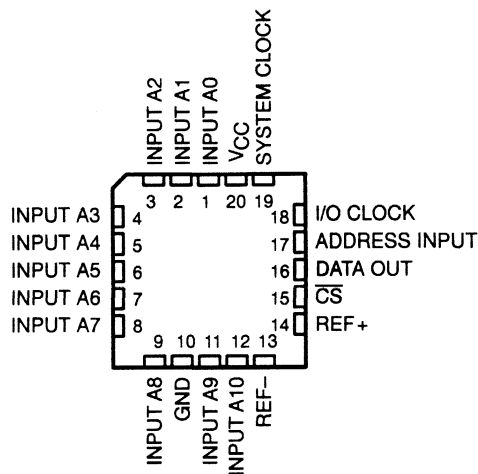 INPUT A2
INPUT A1
INPUT A0
VCC
SYSTEM CLOCK
3 2 1 20 19
INPUT A3 4
INPUT A4 5
INPUT A5 6
INPUT A6 7
INPUT A7 8
18 I/O CLOCK
17 ADDRESS INPUT
16 DATA OUT
15 C̅S̅
14 REF+
9 10 11 12 13
INPUT A8
GND
INPUT A9
INPUT A10
REF–